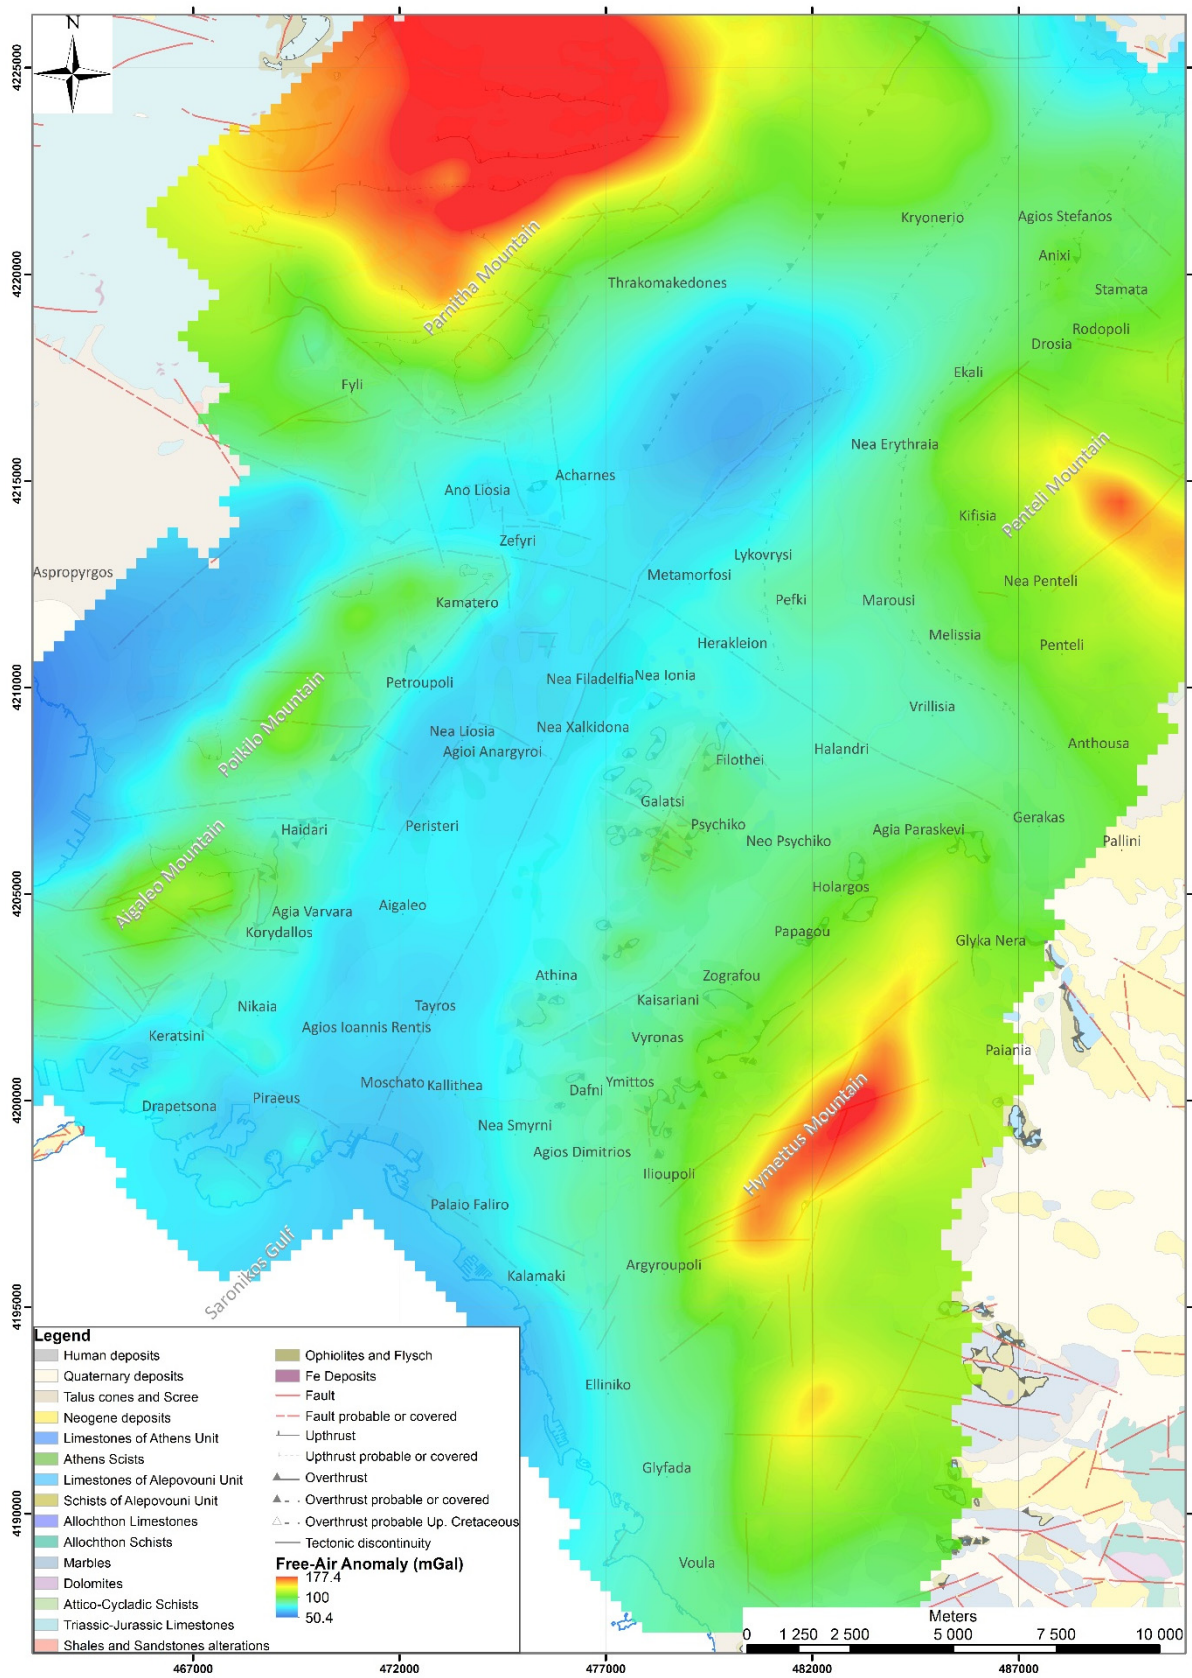 N
4225000
4220000
4215000
4210000
4205000
4200000
4195000
4190000
Kryonerio
Agios Stefanos
Anixi
Thrakomakedones
Stamata
Parnitha Mountain
Rodopoli
Drosia
Ekali
Fyli
Nea Erythraia
Acharnes
Ano Liosia
Penteli Mountain
Kifisia
Zefyri
Lykovrysi
Aspropyrgos
Metamorfosi
Nea Penteli
Kamatero
Pefki
Marousi
Melissia
Herakleion
Penteli
Petroupoli
Nea Filadelfia
Nea Ionia
Poikilo Mountain
Vrillisia
Nea Liosia
Nea Xalkidona
Agioi Anargyroi
Halandri
Anthousa
Filothei
Galatsi
Haidari
Peristeri
Psychiko
Agia Paraskevi
Gerakas
Neo Psychiko
Pallini
Aigaleo Mountain
Holargos
Agia Varvara
Aigaleo
Korydallos
Papagou
Glyka Nera
Athina
Zografou
Kaisariani
Nikaia
Tayros
Agios Ioannis Rentis
Keratsini
Vyronas
Paiania
Moschato
Kallithea
Dafni
Ymittos
Drapetsona
Piraeus
Hymettus Mountain
Nea Smyrni
Agios Dimitrios
Ilioupoli
Palaio Faliro
Saronikos Gulf
Argyroupoli
Kalamaki
Elliniko
Glyfada
Voula
Legend
Human deposits
Quaternary deposits
Talus cones and Scree
Neogene deposits
Limestones of Athens Unit
Athens Scists
Limestones of Alepovouni Unit
Schists of Alepovouni Unit
Allochthon Limestones
Allochthon Schists
Marbles
Dolomites
Attico-Cycladic Schists
Triassic-Jurassic Limestones
Shales and Sandstones alterations
Ophiolites and Flysch
Fe Deposits
Fault
Fault probable or covered
Upthrust
Upthrust probable or covered
Overthrust
Overthrust probable or covered
Overthrust probable Up. Cretaceous
Tectonic discontinuity
Free-Air Anomaly (mGal)
177.4
100
50.4
Meters
0 1 250 2 500 5 000 7 500 10 000
467000 472000 477000 482000 487000